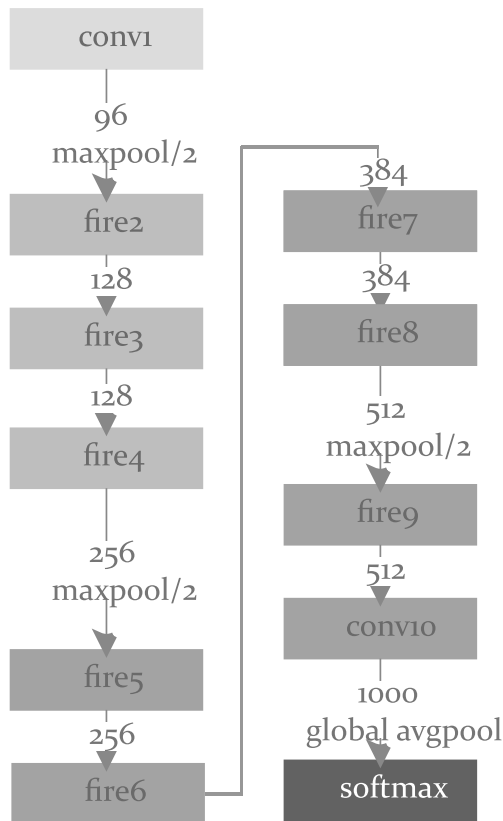 conv1
96
maxpool/2
fire2
128
fire3
128
fire4
256
maxpool/2
fire5
256
fire6
384
fire7
384
fire8
512
maxpool/2
fire9
512
conv10
1000
global avgpool
softmax